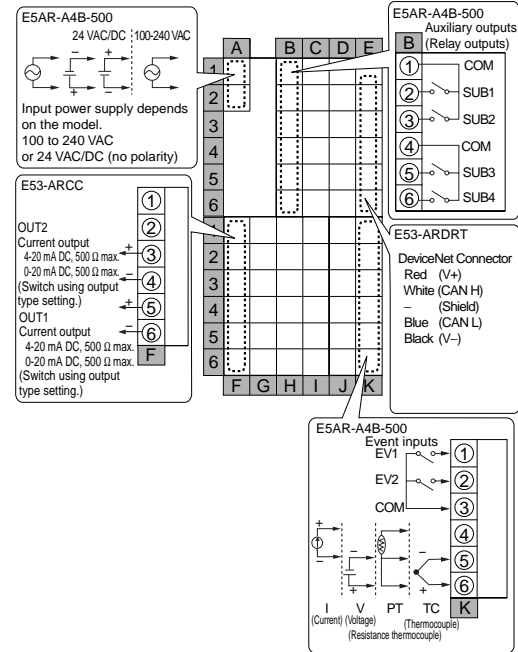 E5AR-A4B-500
24 VAC/DC 100-240 VAC
− +
+ −
Input power supply depends
on the model.
100 to 240 VAC
or 24 VAC/DC (no polarity)
A B C D E
1
2
3
4
5
6
1
2
3
4
5
6
F G H I J K
E5AR-A4B-500
Auxiliary outputs
(Relay outputs)
B
1 COM
2 SUB1
3 SUB2
4 COM
5 SUB3
6 SUB4
E53-ARCC
1
2
OUT2
Current output
4-20 mA DC, 500 Ω max. + 3
0-20 mA DC, 500 Ω max. − 4
(Switch using output
type setting.) + 5
OUT1
Current output − 6
4-20 mA DC, 500 Ω max.
0-20 mA DC, 500 Ω max. F
(Switch using output
type setting.)
E53-ARDRT
DeviceNet Connector
Red (V+)
White (CAN H)
− (Shield)
Blue (CAN L)
Black (V−)
E5AR-A4B-500
Event inputs
EV1 1
EV2 2
COM 3
4
5
6
+
−
−
+
−
+
I V PT TC K
(Current) (Voltage) (Thermocouple)
(Resistance thermocouple)